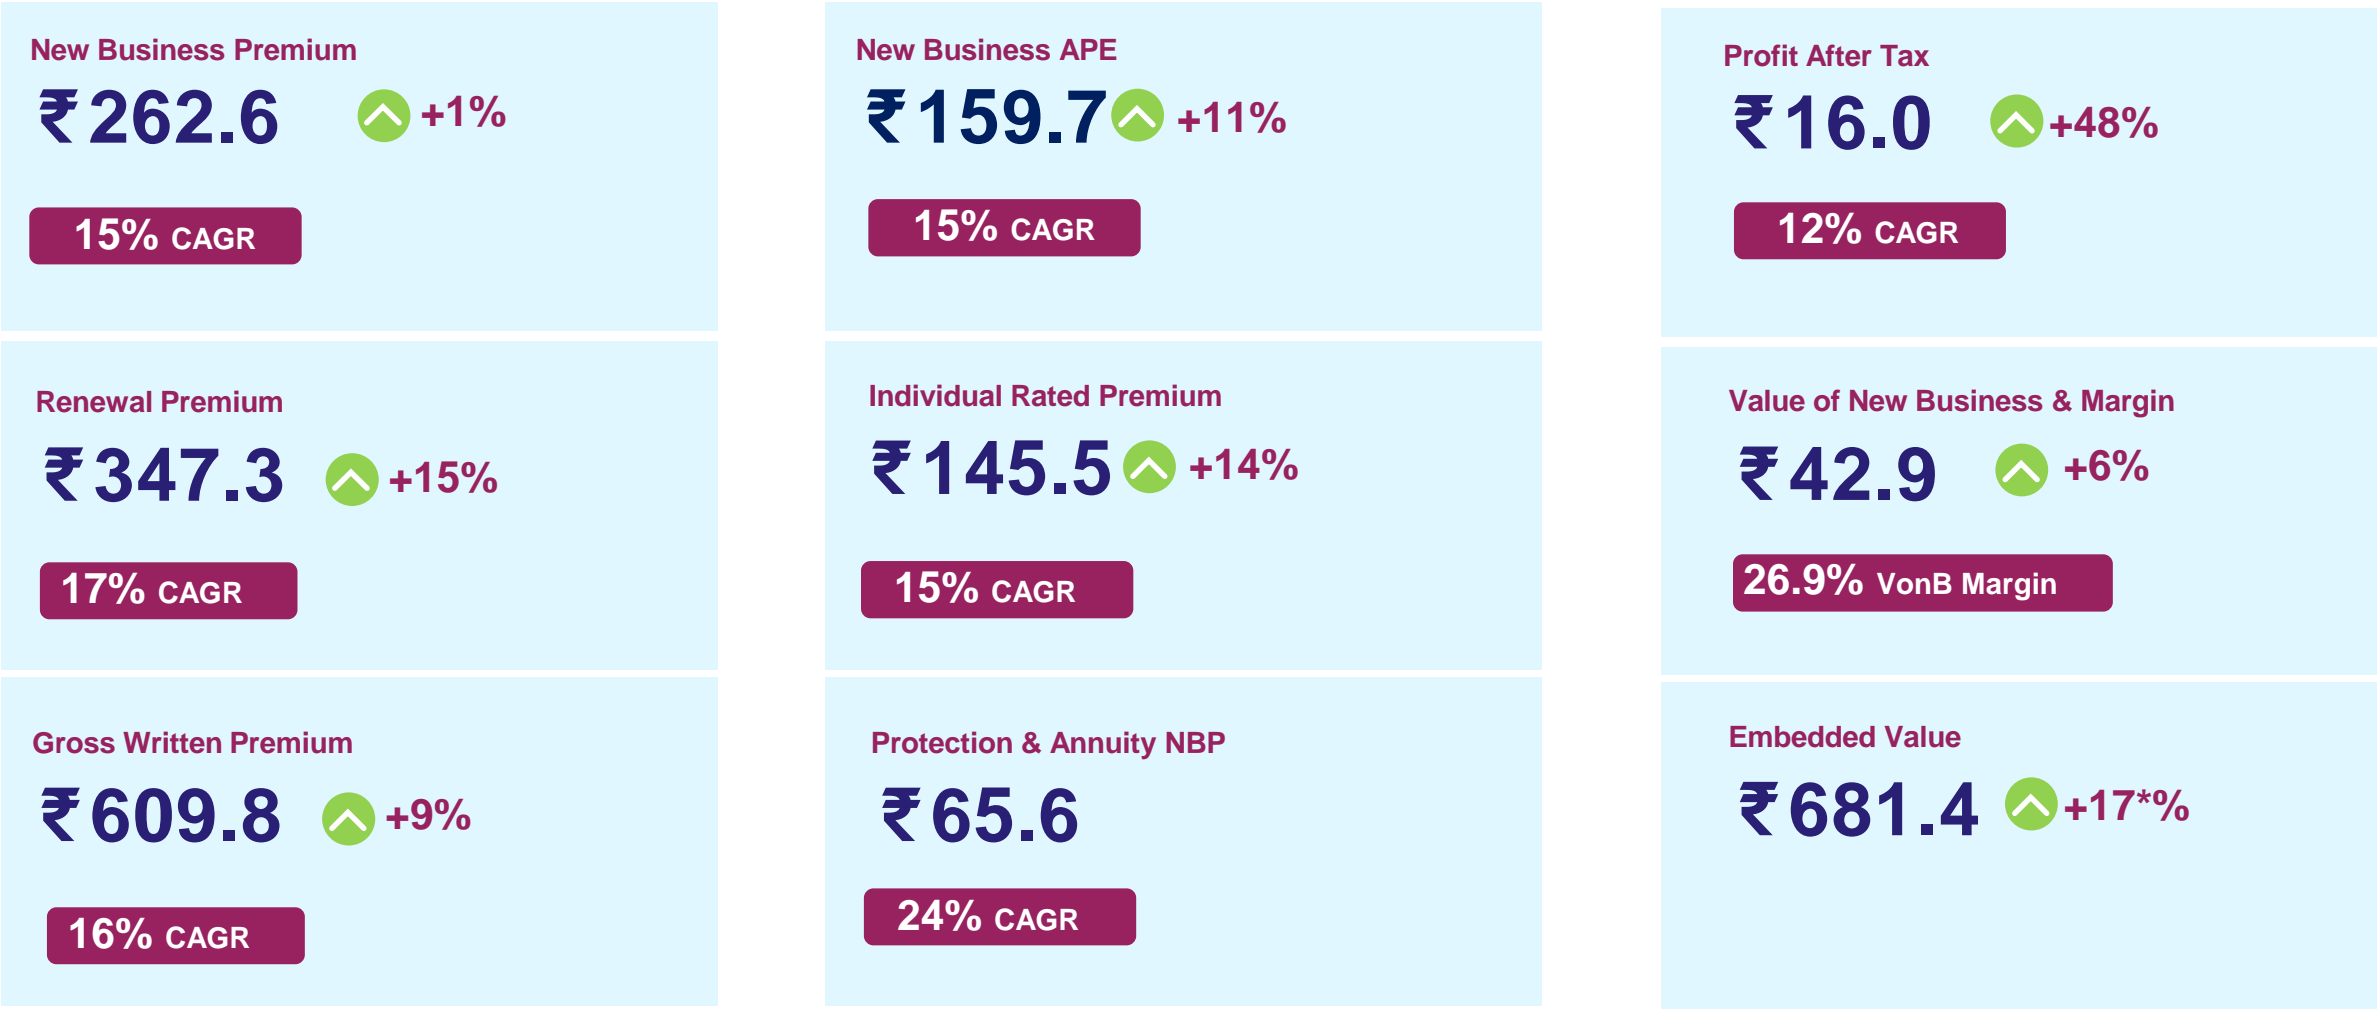 New Business Premium
₹262.6 +1%
15% CAGR
New Business APE
₹159.7 +11%
15% CAGR
Profit After Tax
₹16.0 +48%
12% CAGR
Renewal Premium
₹347.3 +15%
17% CAGR
Individual Rated Premium
₹145.5 +14%
15% CAGR
Value of New Business & Margin
₹42.9 +6%
26.9% VonB Margin
Gross Written Premium
₹609.8 +9%
16% CAGR
Protection & Annuity NBP
₹65.6
24% CAGR
Embedded Value
₹681.4 +17*%